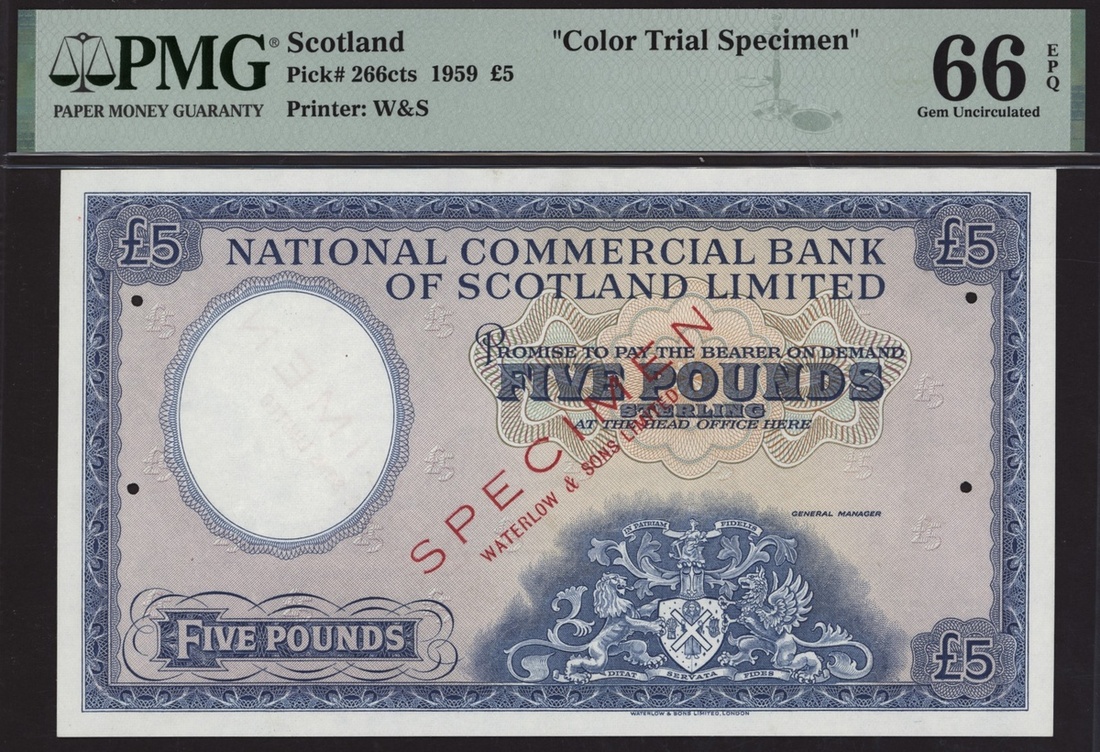 PMG® Scotland "Color Trial Specimen" 66 EPQ
Pick# 266cts 1959 £5
PAPER MONEY GUARANTY Printer: W&S Gem Uncirculated
£5 £5
NATIONAL COMMERCIAL BANK
OF SCOTLAND LIMITED
PROMISE TO PAY THE BEARER ON DEMAND
FIVE POUNDS
STERLING
AT THE HEAD OFFICE HERE
SPECIMEN
WATERLOW & SONS LIMITED
GENERAL MANAGER
IN PATRIAM FIDELIS
FIVE POUNDS
DITAT SERVATA FIDES
£5
WATERLOW & SONS LIMITED, LONDON